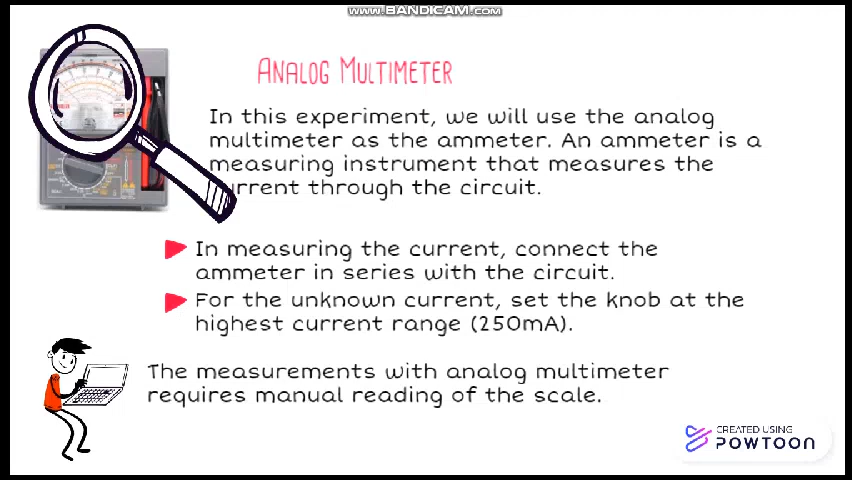 www.BANDICAM.com
ANALOG MULTIMETER
In this experiment, we will use the analog
multimeter as the ammeter. An ammeter is a
measuring instrument that measures the
current through the circuit.
In measuring the current, connect the
ammeter in series with the circuit.
For the unknown current, set the knob at the
highest current range (250mA).
The measurements with analog multimeter
requires manual reading of the scale.
CREATED USING
POWTOON